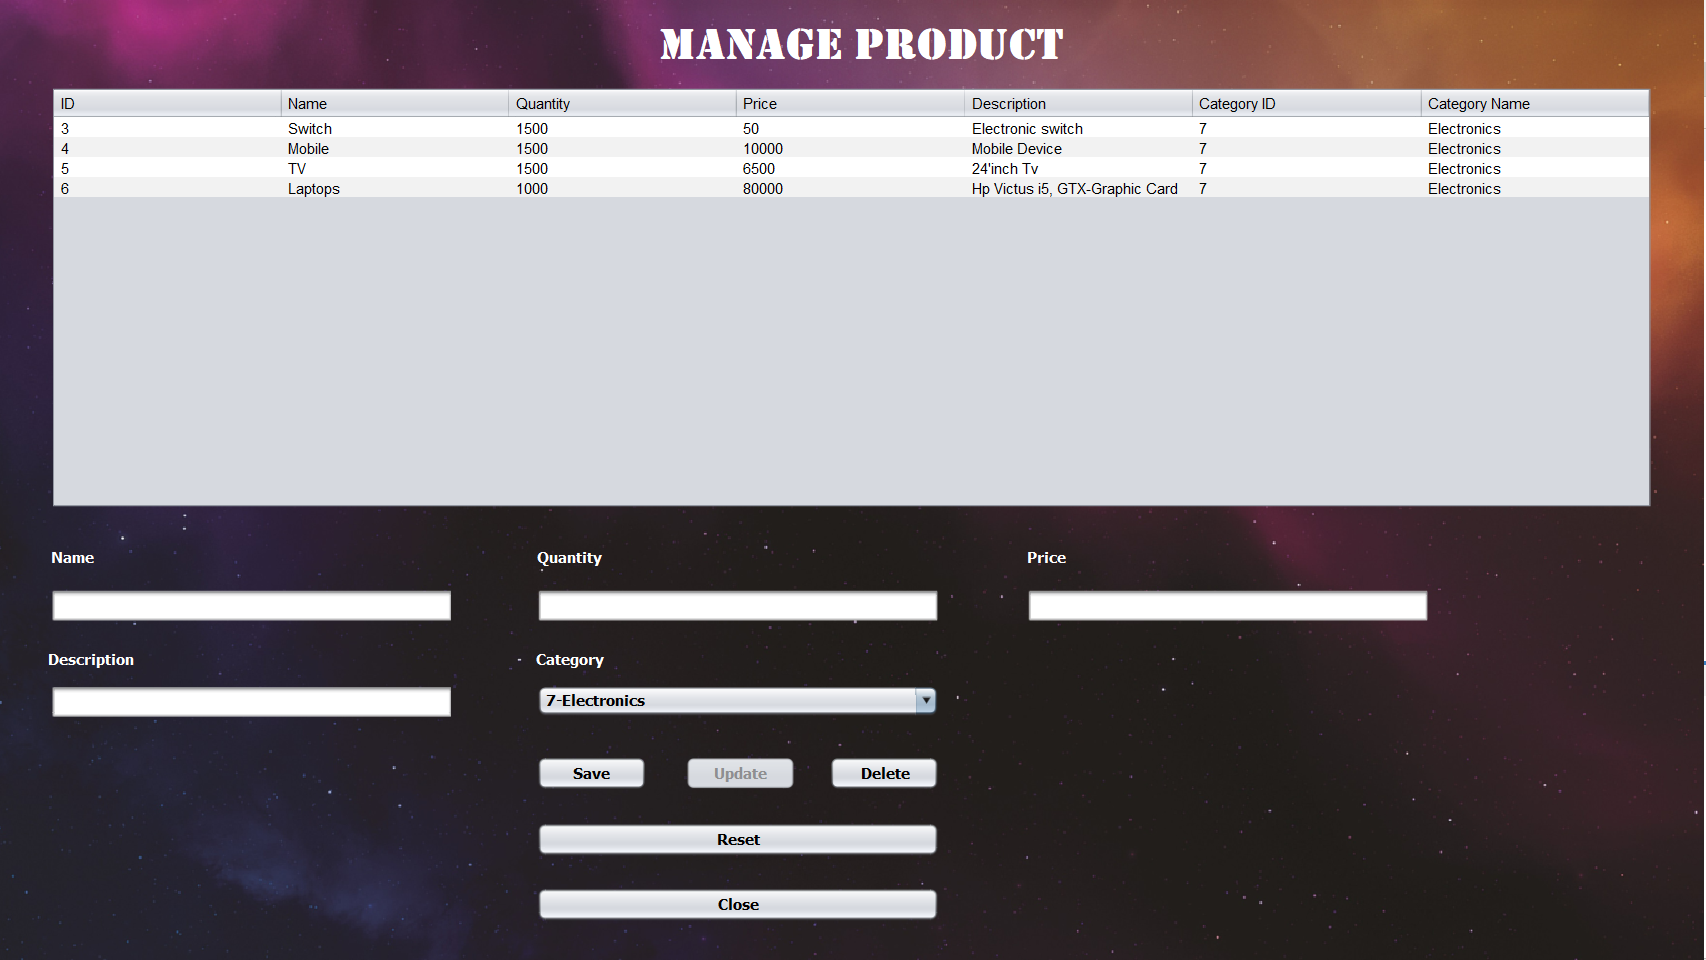 MANAGE PRODUCT
ID Name Quantity Price Description Category ID Category Name
3 Switch 1500 50 Electronic switch 7 Electronics
4 Mobile 1500 10000 Mobile Device 7 Electronics
5 TV 1500 6500 24'inch Tv 7 Electronics
6 Laptops 1000 80000 Hp Victus i5, GTX-Graphic Card 7 Electronics
Name Quantity Price
Description Category
7-Electronics
Save Update Delete
Reset
Close